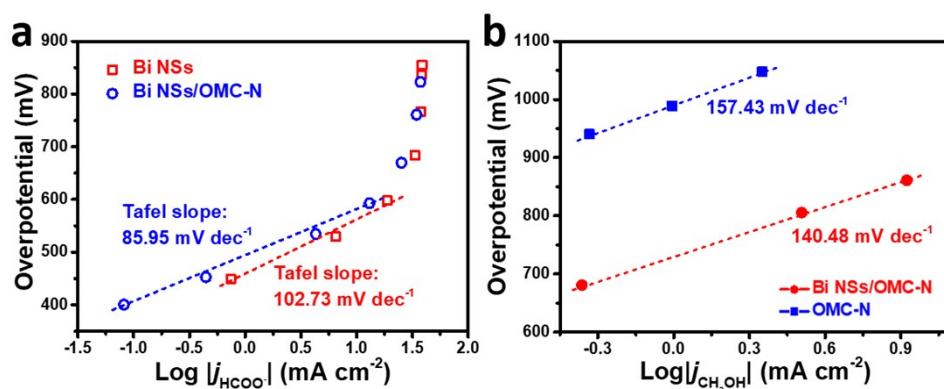 a
900
800
700
600
500
400
Overpotential (mV)
Bi NSs
Bi NSs/OMC-N
Tafel slope:
85.95 mV dec⁻¹
Tafel slope:
102.73 mV dec⁻¹
-1.5 -1.0 -0.5 0.0 0.5 1.0 1.5 2.0
Log |j_HCOO⁻| (mA cm⁻²)
b
1100
1000
900
800
700
600
Overpotential (mV)
157.43 mV dec⁻¹
140.48 mV dec⁻¹
Bi NSs/OMC-N
OMC-N
-0.3 0.0 0.3 0.6 0.9
Log|j_CH₃OH| (mA cm⁻²)